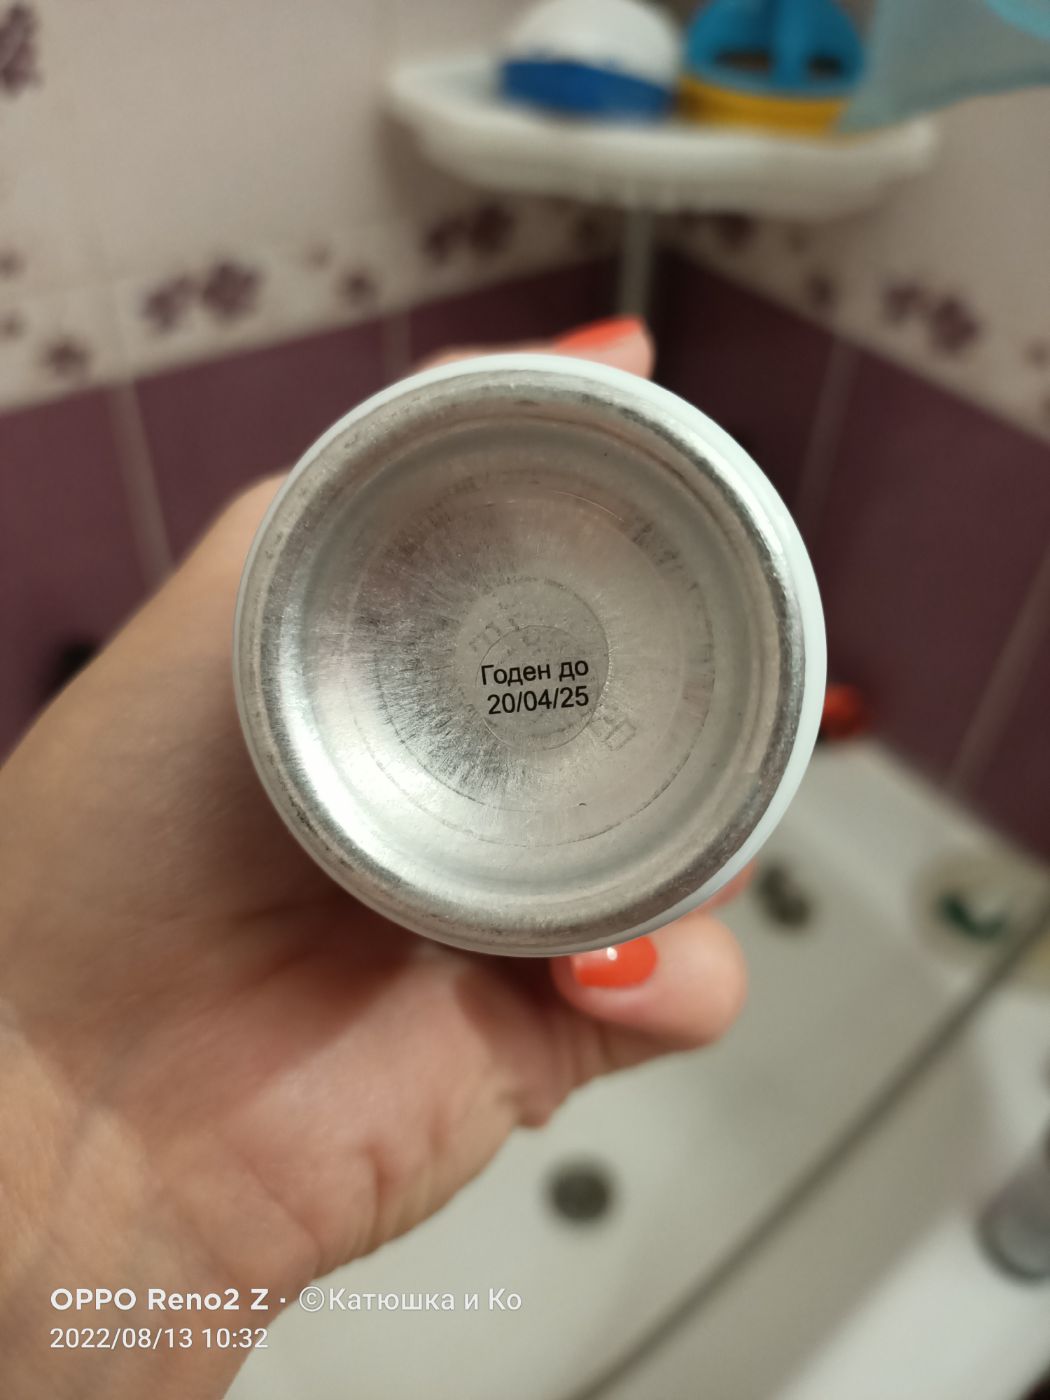 Годен до
20/04/25
OPPO Reno2 Z · ©Катюшка и Ко
2022/08/13 10:32